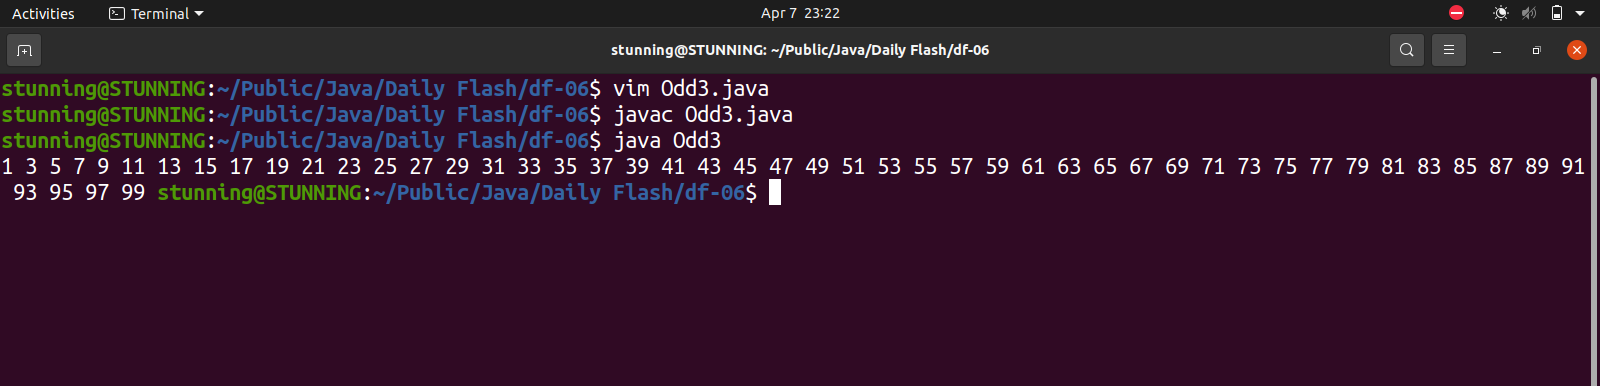 Activities Terminal Apr 7 23:22
stunning@STUNNING: ~/Public/Java/Daily Flash/df-06
stunning@STUNNING:~/Public/Java/Daily Flash/df-06$ vim Odd3.java
stunning@STUNNING:~/Public/Java/Daily Flash/df-06$ javac Odd3.java
stunning@STUNNING:~/Public/Java/Daily Flash/df-06$ java Odd3
1 3 5 7 9 11 13 15 17 19 21 23 25 27 29 31 33 35 37 39 41 43 45 47 49 51 53 55 57 59 61 63 65 67 69 71 73 75 77 79 81 83 85 87 89 91
93 95 97 99 stunning@STUNNING:~/Public/Java/Daily Flash/df-06$